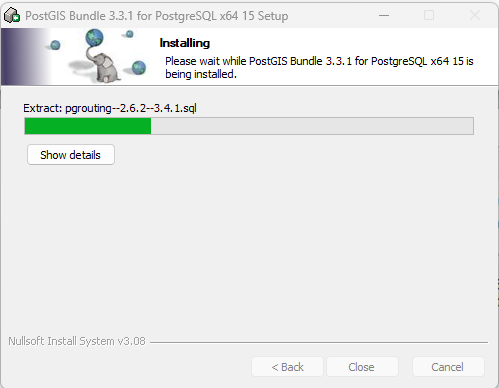 PostGIS Bundle 3.3.1 for PostgreSQL x64 15 Setup
Installing
Please wait while PostGIS Bundle 3.3.1 for PostgreSQL x64 15 is
being installed.
Extract: pgrouting--2.6.2--3.4.1.sql
Show details
Nullsoft Install System v3.08
< Back Close Cancel